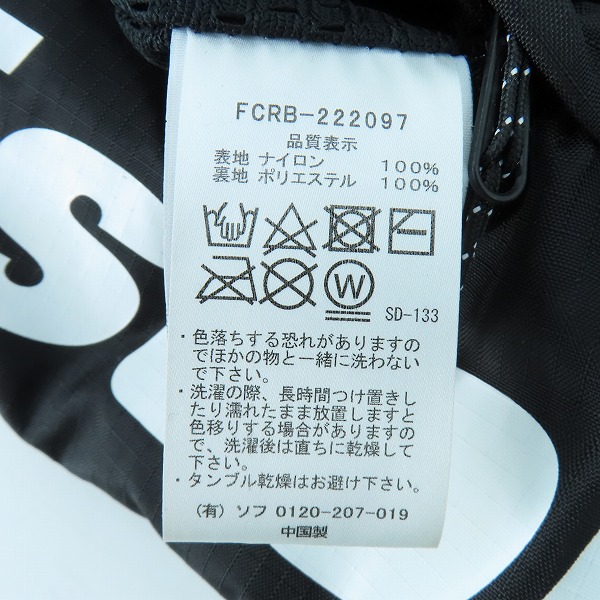 FCRB-222097
品質表示
表地 ナイロン 100%
裏地 ポリエステル 100%
W SD-133
・色落ちする恐れがありますの
でほかの物と一緒に洗わない
で下さい。
・洗濯の際、長時間つけ置きし
たり濡れたまま放置しますと
色移りする場合があります の
で、洗濯後は直ちに乾燥して
下さい。
・タンブル乾燥はお避け下さい。
(有) ソフ 0120-207-019
中国製
S